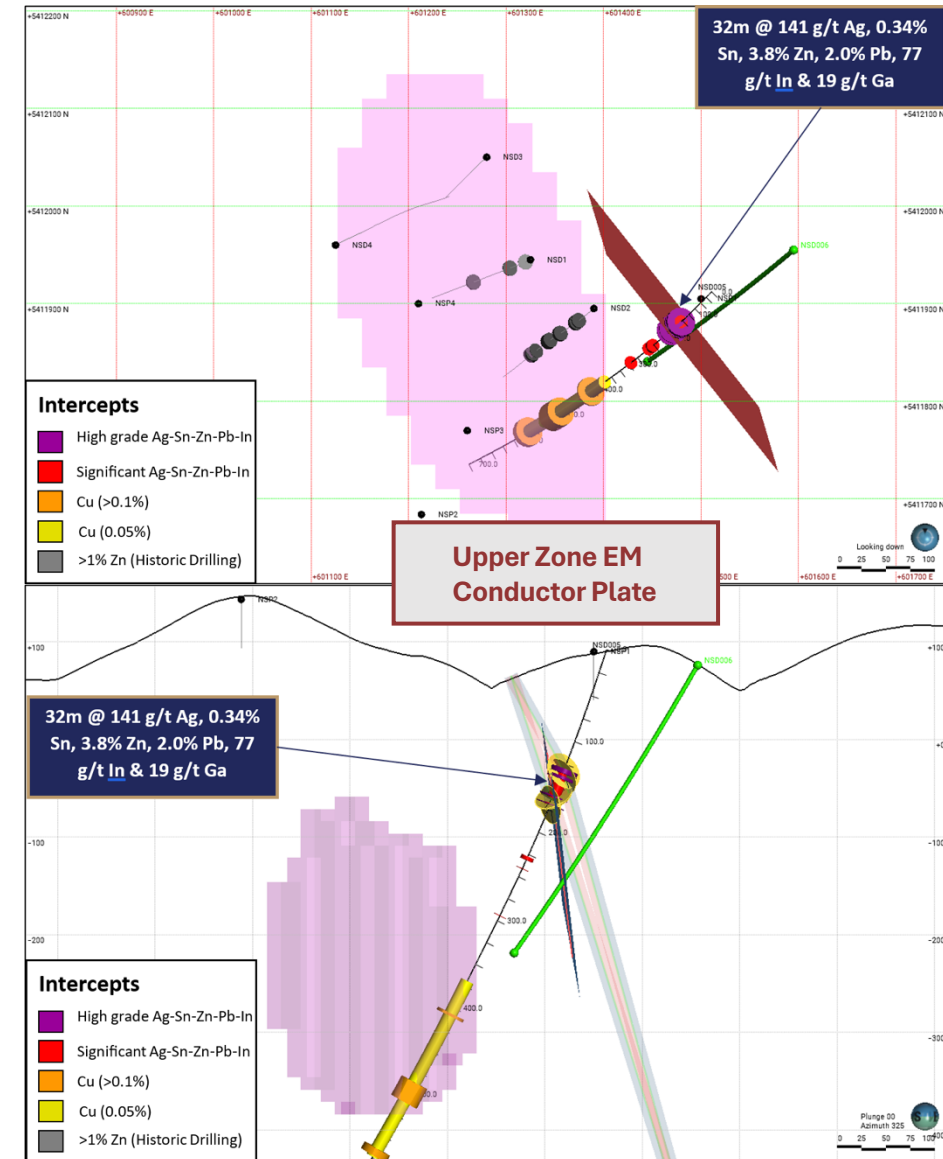 +5412200 N
+600900 E
+601000 E
+601100 E
+601200 E
+601300 E
+601400 E
32m @ 141 g/t Ag, 0.34%
Sn, 3.8% Zn, 2.0% Pb, 77
g/t In & 19 g/t Ga
+5412100 N
+5412100 N
NSD3
+5412000 N
+5412000 N
NSD4
NSD006
NSD1
NSD005
NSP4
+5411900 N
+5411900 N
NSD2
400.0
+5411800 N
+5411800 N
NSP3
700.0
NSP2
+5411700 N
+5411700 N
Intercepts
High grade Ag-Sn-Zn-Pb-In
Significant Ag-Sn-Zn-Pb-In
Cu (>0.1%)
Cu (0.05%)
>1% Zn (Historic Drilling)
Looking down
0 25 50 75 100
+601100 E
+601600 E
+601700 E
Upper Zone EM
Conductor Plate
NSP2
+100
NSD005
NSP1
NSD006
32m @ 141 g/t Ag, 0.34%
Sn, 3.8% Zn, 2.0% Pb, 77
g/t In & 19 g/t Ga
100.0
-100
-100
200.0
300.0
-200
-200
400.0
-300
Intercepts
High grade Ag-Sn-Zn-Pb-In
Significant Ag-Sn-Zn-Pb-In
Cu (>0.1%)
Cu (0.05%)
>1% Zn (Historic Drilling)
Plunge 00
Azimuth 325
0 25 50 75 100